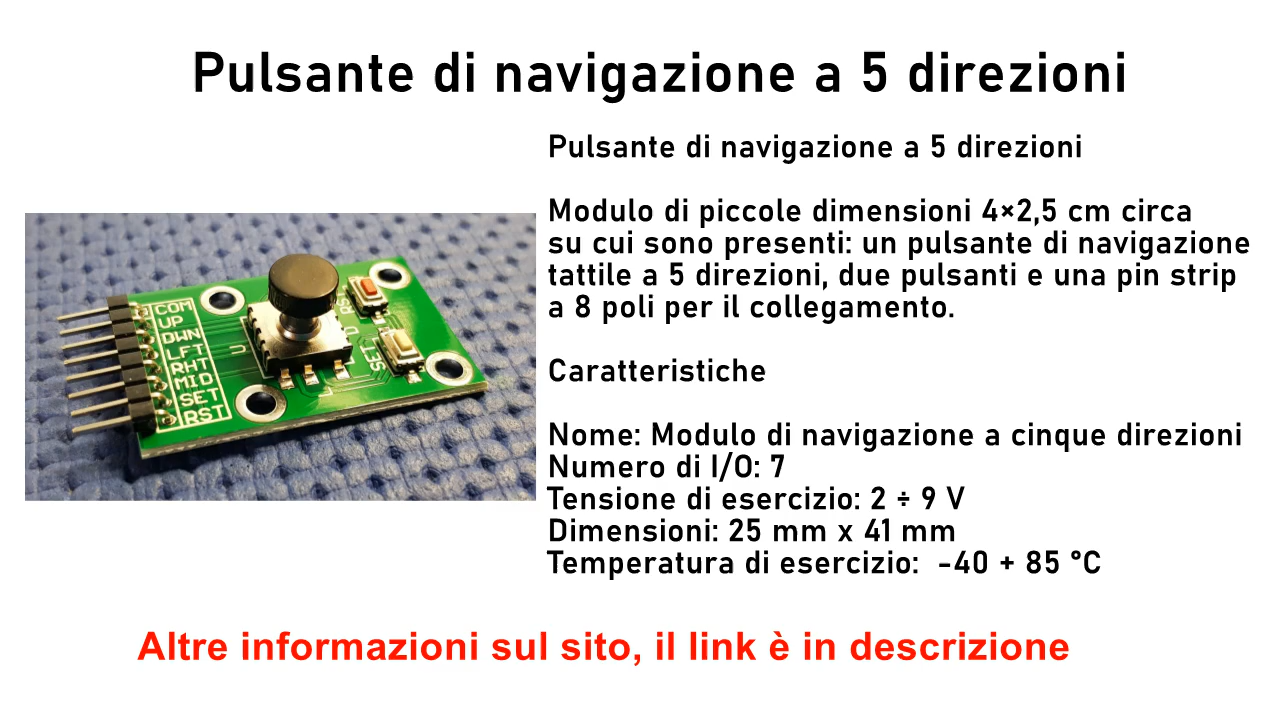 Pulsante di navigazione a 5 direzioni
Pulsante di navigazione a 5 direzioni
Modulo di piccole dimensioni 4×2,5 cm circa
su cui sono presenti: un pulsante di navigazione
tattile a 5 direzioni, due pulsanti e una pin strip
a 8 poli per il collegamento.
Caratteristiche
Nome: Modulo di navigazione a cinque direzioni
Numero di I/O: 7
Tensione di esercizio: 2 ÷ 9 V
Dimensioni: 25 mm x 41 mm
Temperatura di esercizio:  -40 + 85 °C
COM
UP
DWN
LFT
RHT
MID
SET
RST
U
D
L
SET
Altre informazioni sul sito, il link è in descrizione